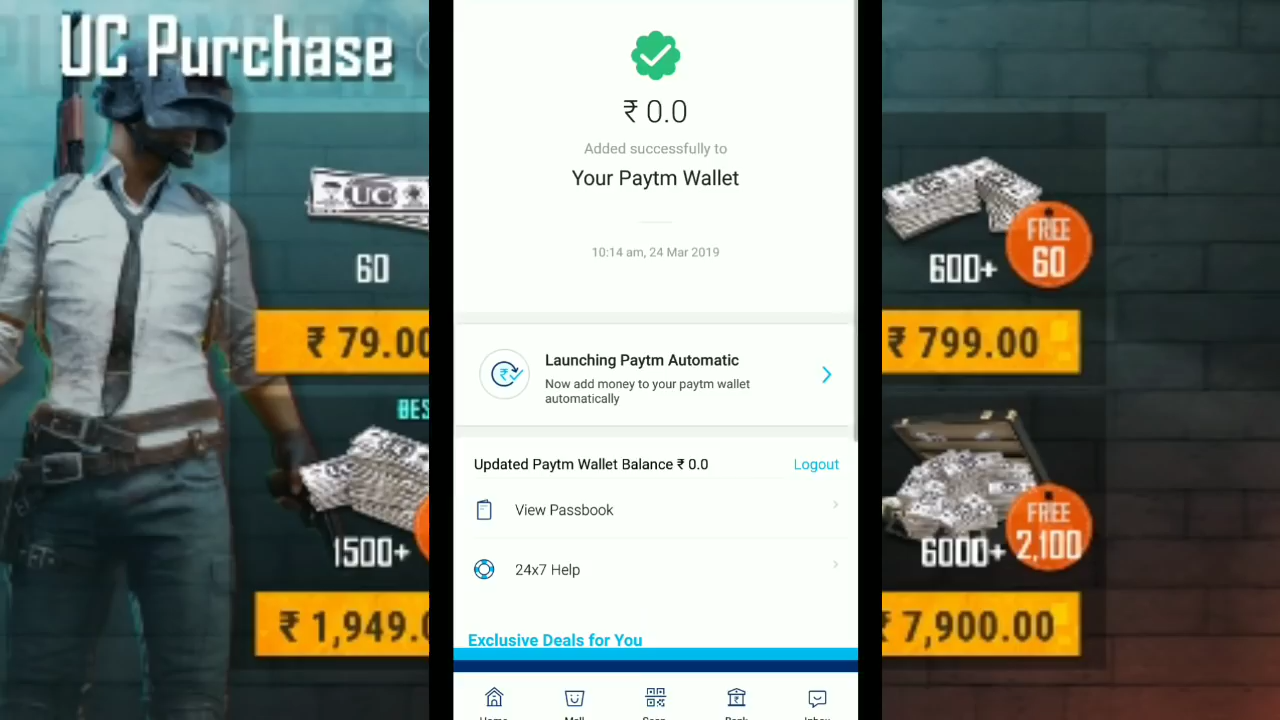 UC Purchase
UC
60
₹ 79.00
BES
1500+
₹ 1,949.0
₹ 0.0
Added successfully to
Your Paytm Wallet
10:14 am, 24 Mar 2019
Launching Paytm Automatic
Now add money to your paytm wallet
automatically
Updated Paytm Wallet Balance ₹ 0.0
Logout
View Passbook
24x7 Help
Exclusive Deals for You
600+
FREE
60
₹ 799.00
6000+
FREE
2,100
₹ 7,900.00